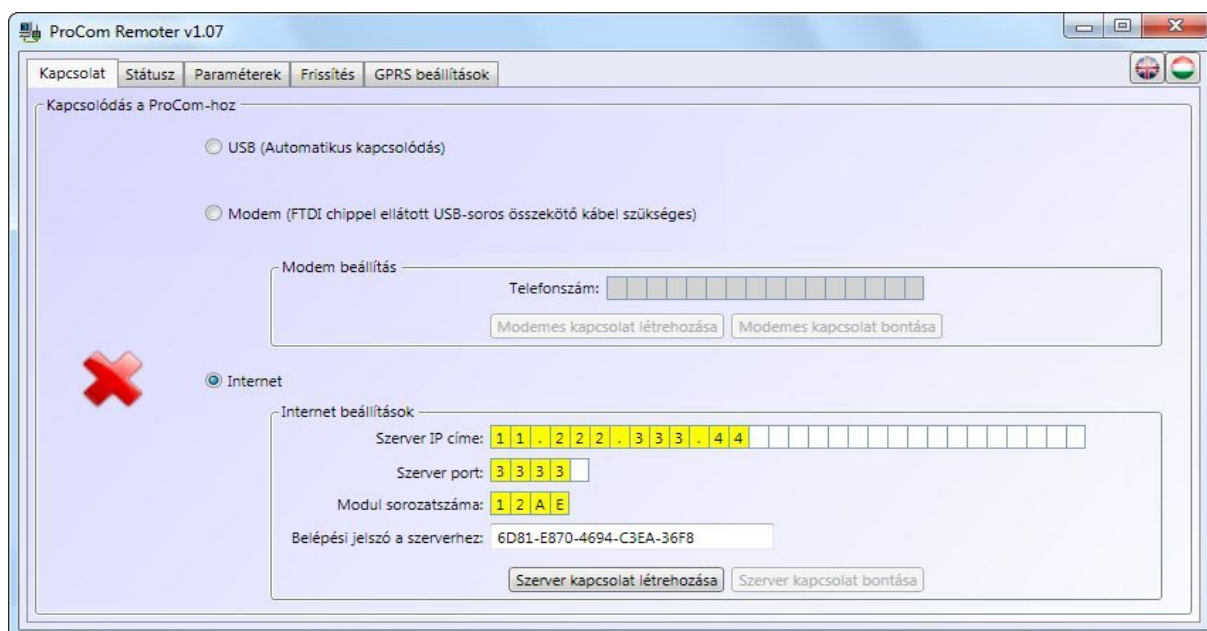 ProCom Remoter v1.07
Kapcsolat Státusz Paraméterek Frissítés GPRS beállítások
Kapcsolódás a ProCom-hoz
USB (Automatikus kapcsolódás)
Modem (FTDI chippel ellátott USB-soros összekötő kábel szükséges)
Modem beállítás
Telefonszám:
Modemes kapcsolat létrehozása Modemes kapcsolat bontása
Internet
Internet beállítások
Szerver IP címe: 11.222.333.44
Szerver port: 3333
Modul sorozatszáma: 12AE
Belépési jelszó a szerverhez: 6D81-E870-4694-C3EA-36F8
Szerver kapcsolat létrehozása Szerver kapcsolat bontása